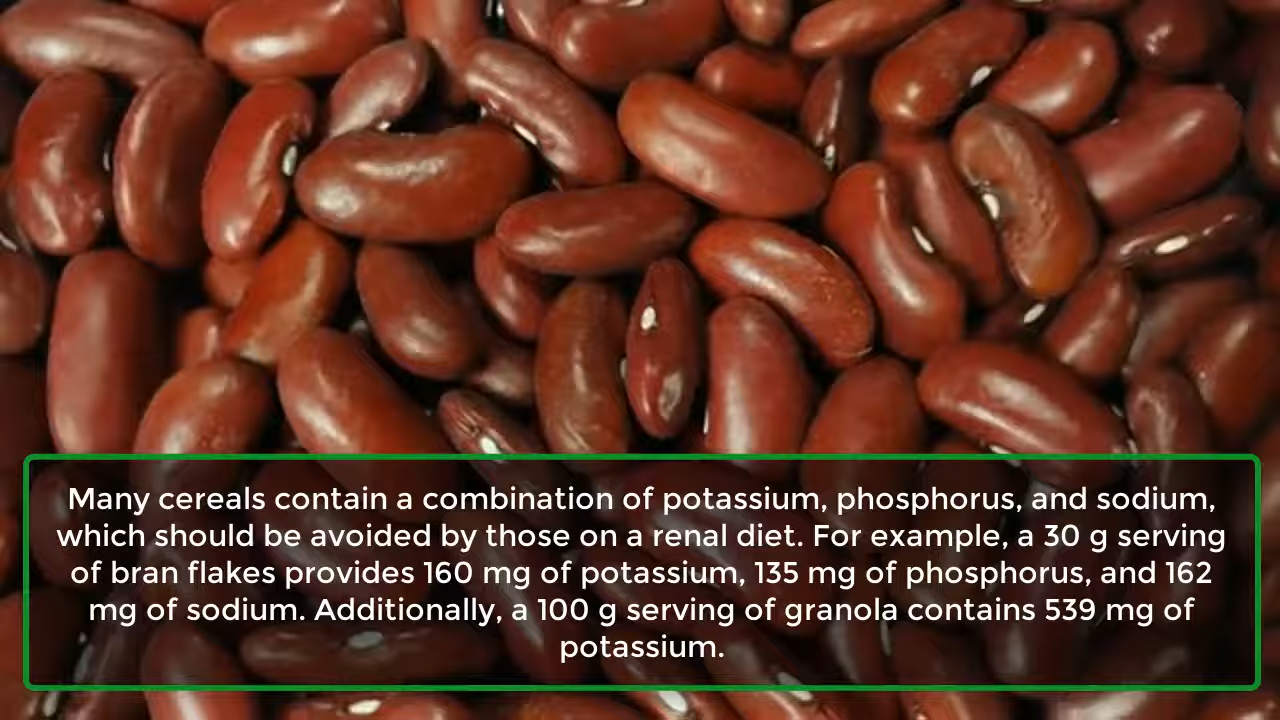 Many cereals contain a combination of potassium, phosphorus, and sodium,
which should be avoided by those on a renal diet. For example, a 30 g serving
of bran flakes provides 160 mg of potassium, 135 mg of phosphorus, and 162
mg of sodium. Additionally, a 100 g serving of granola contains 539 mg of
potassium.